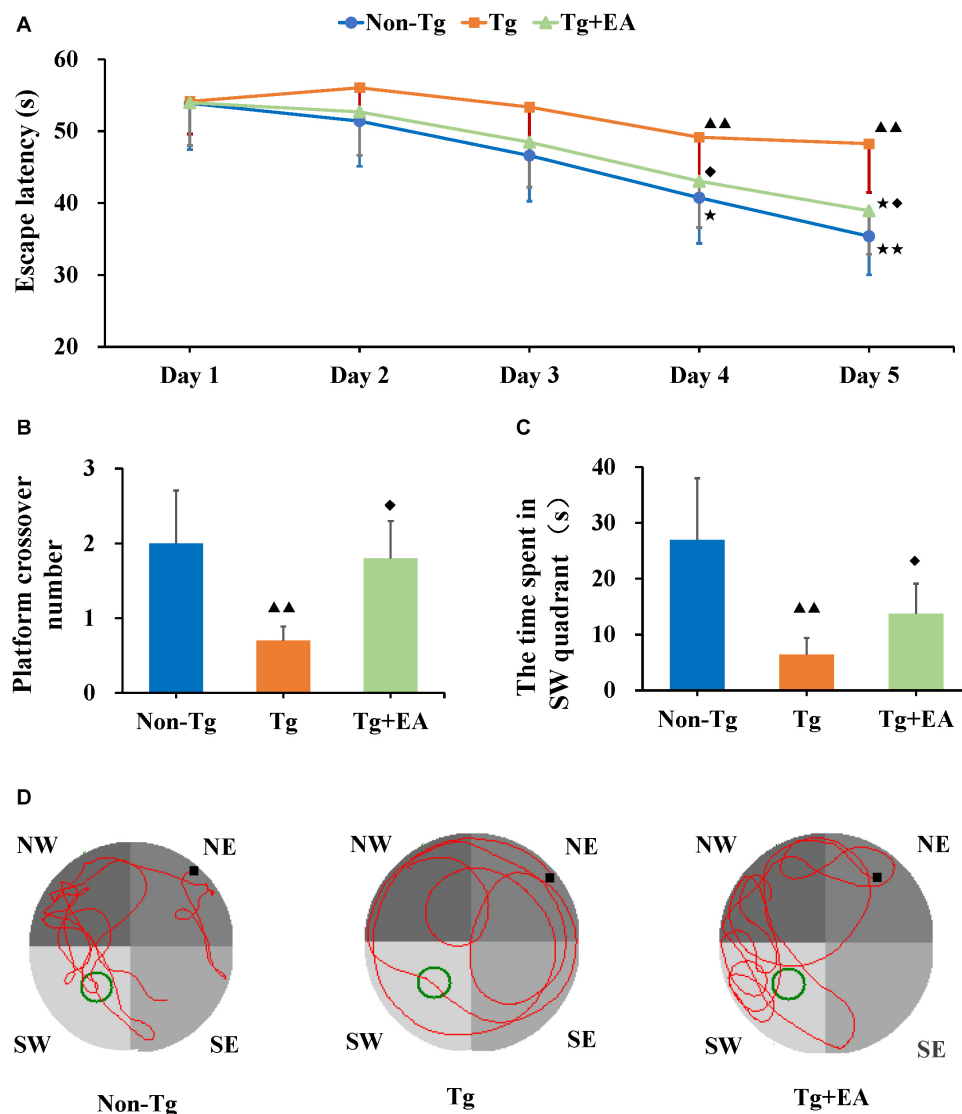 A
Non-Tg Tg Tg+EA
Escape latency (s)
60
50
40
30
20
▲▲
◆
★
▲▲
★◆
★★
Day 1 Day 2 Day 3 Day 4 Day 5
B
Platform crossover
number
3
2
1
0
▲▲
◆
Non-Tg Tg Tg+EA
C
The time spent in
SW quadrant（s）
40
30
20
10
0
▲▲
◆
Non-Tg Tg Tg+EA
D
NW NE
SW SE
Non-Tg
NW NE
SW SE
Tg
NW NE
SW SE
Tg+EA